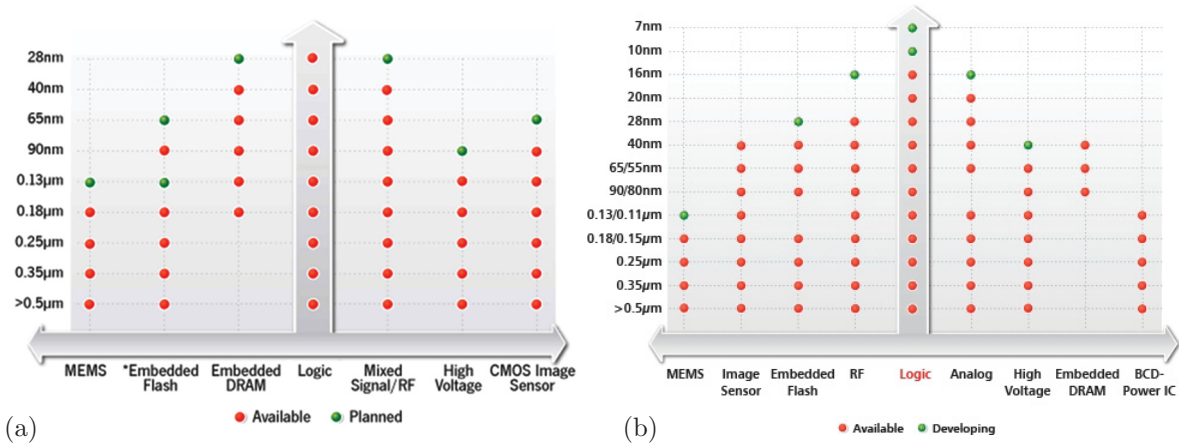 28nm
40nm
65nm
90nm
0.13µm
0.18µm
0.25µm
0.35µm
>0.5µm
MEMS *Embedded Flash Embedded DRAM Logic Mixed Signal/RF High Voltage CMOS Image Sensor
Available Planned
(a)
7nm
10nm
16nm
20nm
28nm
40nm
65/55nm
90/80nm
0.13/0.11µm
0.18/0.15µm
0.25µm
0.35µm
>0.5µm
MEMS Image Sensor Embedded Flash RF Logic Analog High Voltage Embedded DRAM BCD-Power IC
Available Developing
(b)